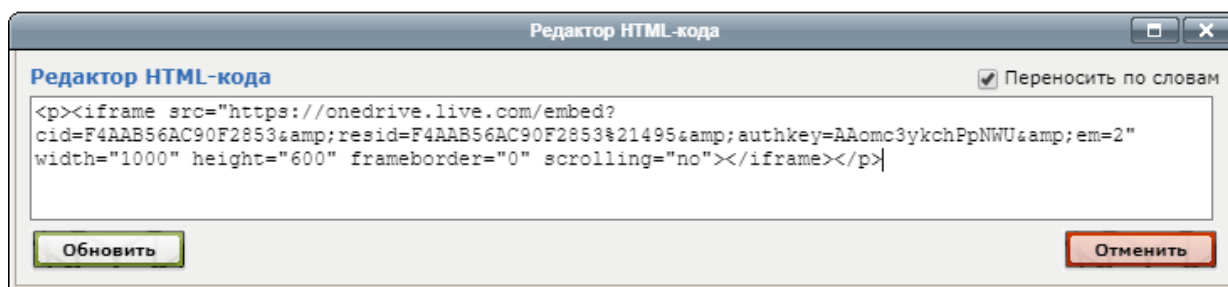 Редактор HTML-кода
Редактор HTML-кода
Переносить по словам
<p><iframe src="https://onedrive.live.com/embed?
cid=F4AAB56AC90F2853&amp;resid=F4AAB56AC90F2853%21495&amp;authkey=AAomc3ykchPpNWU&amp;em=2"
width="1000" height="600" frameborder="0" scrolling="no"></iframe></p>
Обновить
Отменить